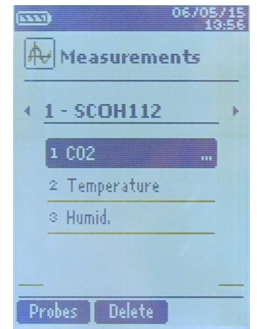 06/05/15
13:56
Measurements
1 - SCOH112
1 CO2 ...
2 Temperature
3 Humid.
Probes Delete